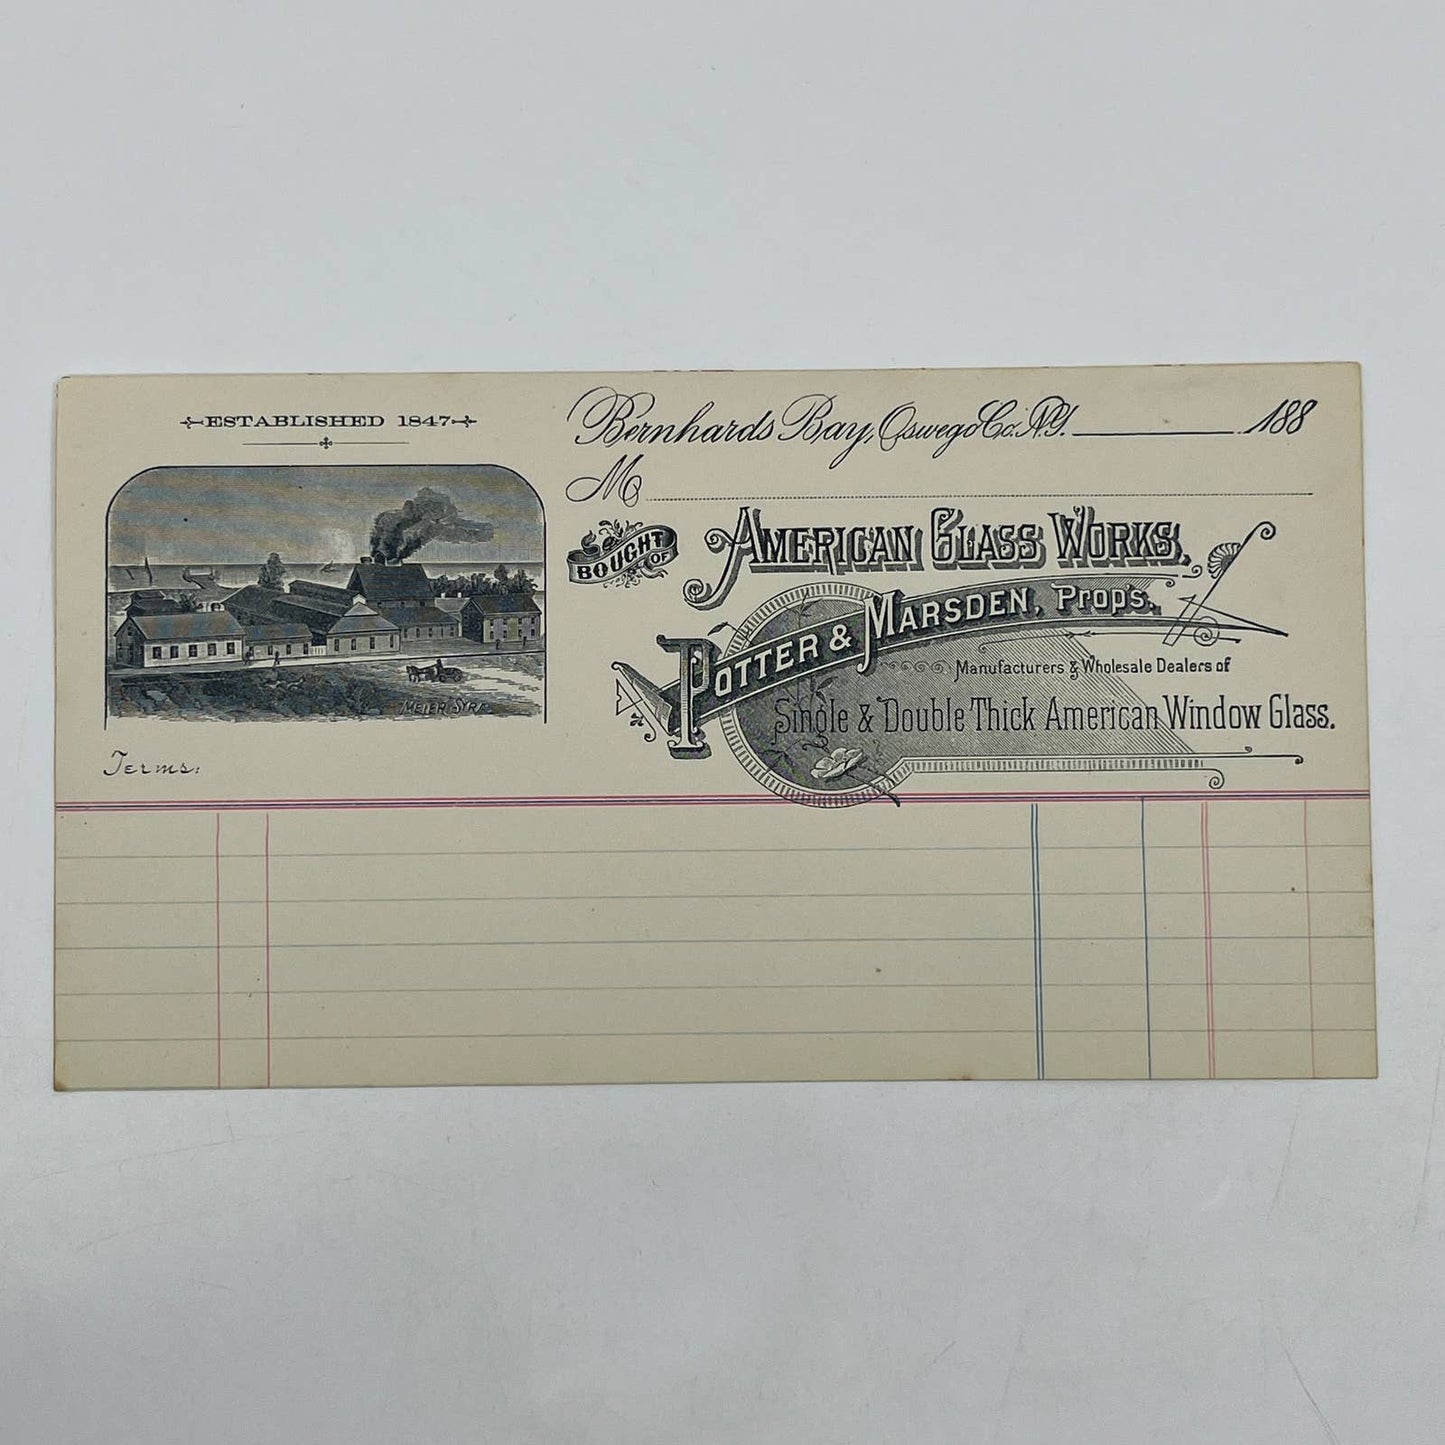 ESTABLISHED 1847
Bernhards Bay, Oswego Co. N.Y. 188
M
BOUGHT OF
AMERICAN GLASS WORKS,
POTTER & MARSDEN, PROP'S.
Manufacturers & Wholesale Dealers of
Single & Double Thick American Window Glass.
MEIER SYRA.
Terms: